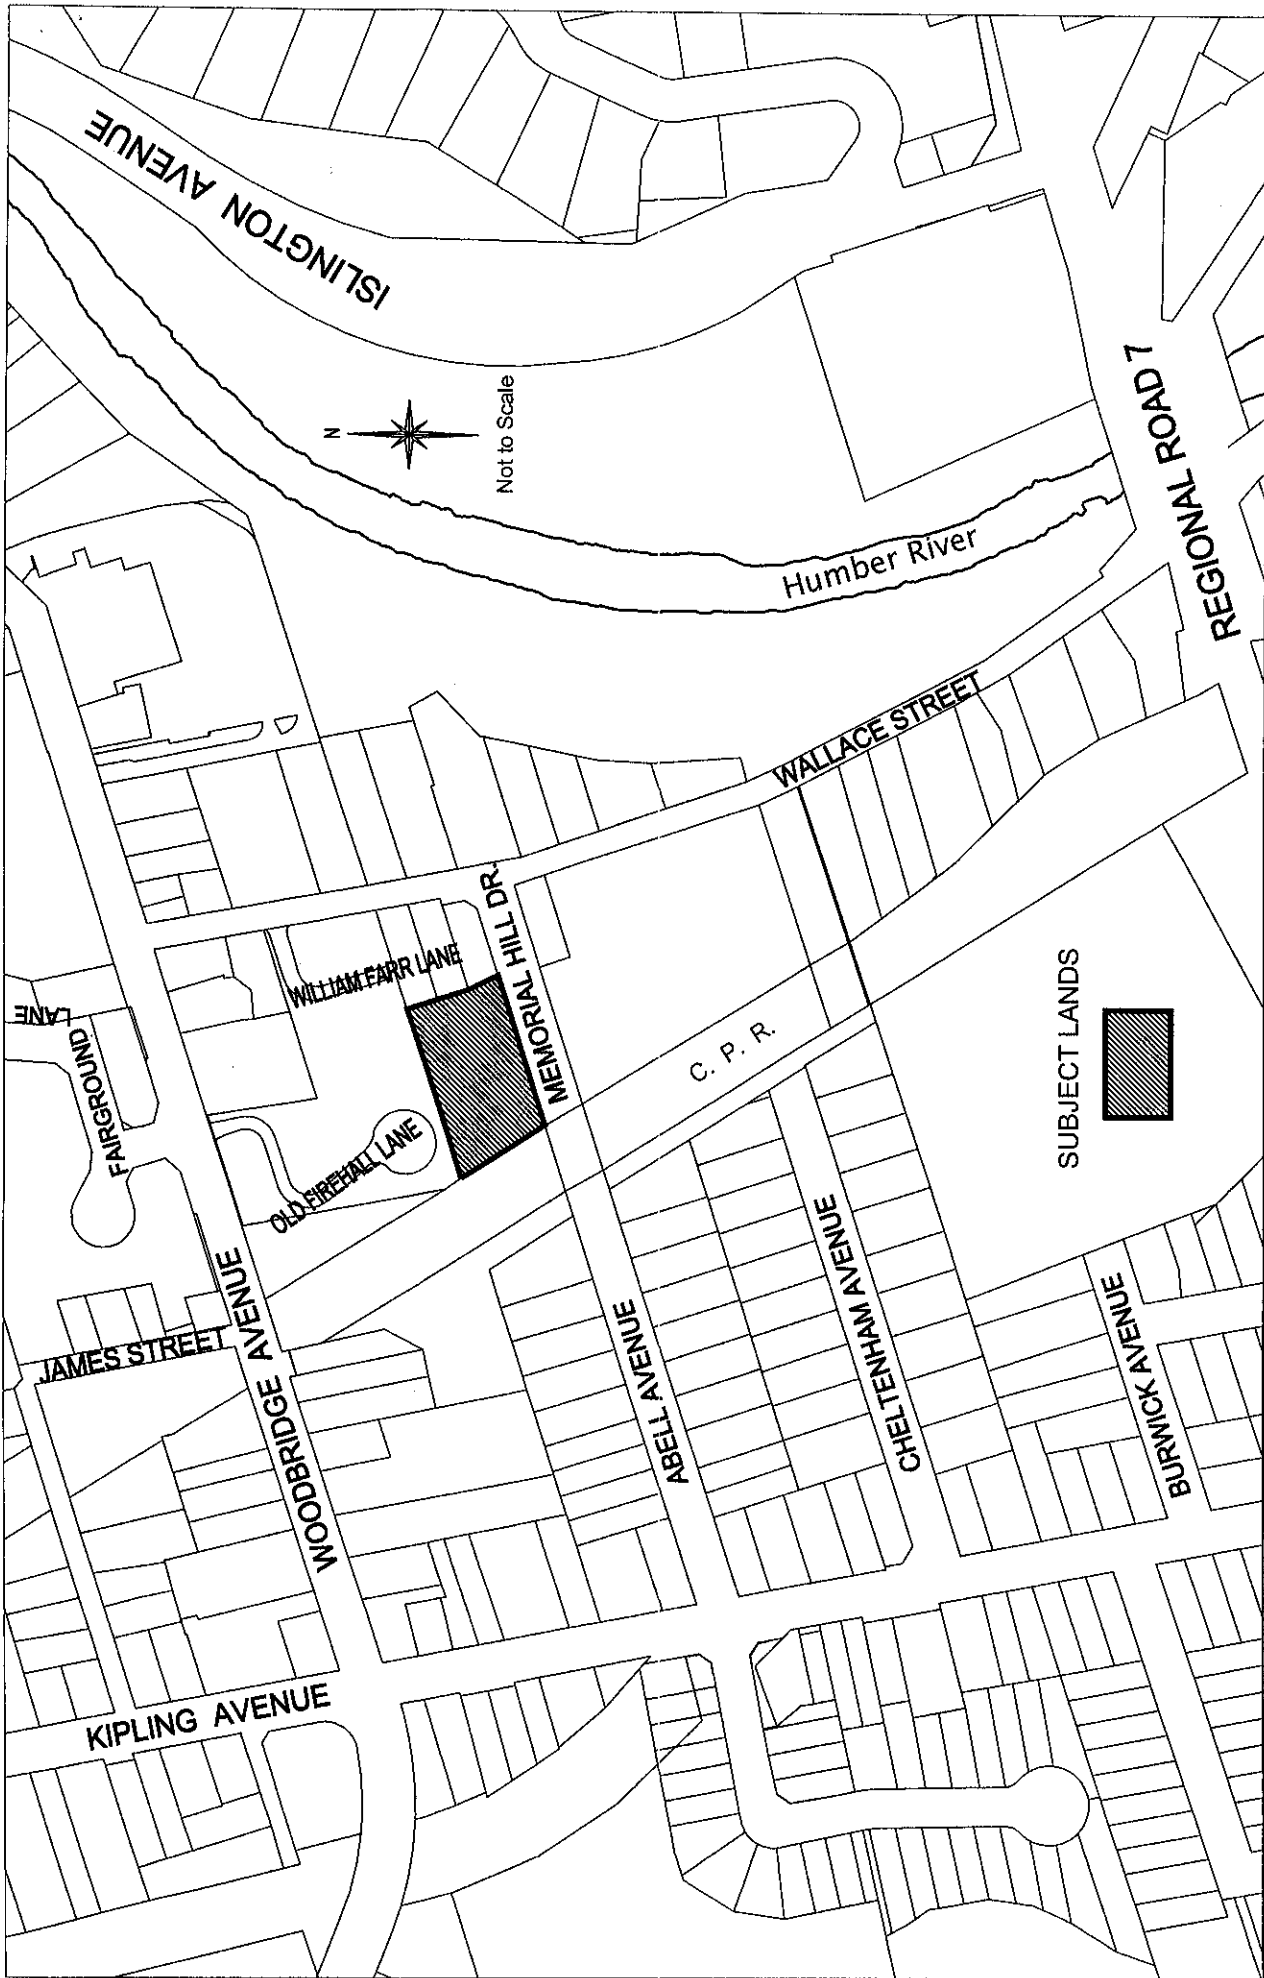 ISLINGTON AVENUE
N
Not to Scale
Humber River
REGIONAL ROAD 7
WALLACE STREET
MEMORIAL HILL DR.
WILLIAM FARR LANE
LANE
FAIRGROUND
OLD FIREHALL LANE
C. P. R.
SUBJECT LANDS
JAMES STREET
WOODBRIDGE AVENUE
ABELL AVENUE
CHELTENHAM AVENUE
BURWICK AVENUE
KIPLING AVENUE